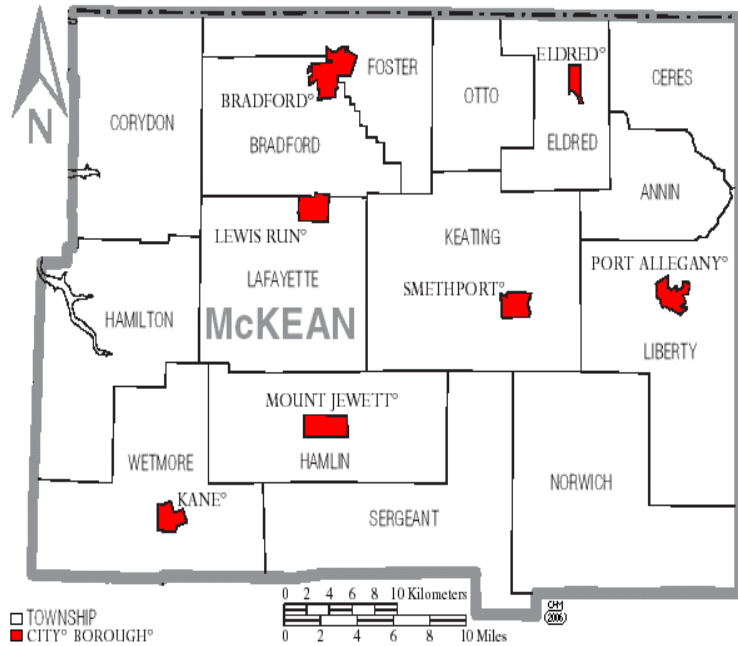 ELDRED°
FOSTER
CERES
OTTO
BRADFORD°
CORYDON
BRADFORD
ELDRED
ANNIN
LEWIS RUN°
KEATING
PORT ALLEGANY°
LAFAYETTE
SMETHPORT°
HAMILTON
McKEAN
LIBERTY
MOUNT JEWETT°
WETMORE
HAMLIN
NORWICH
KANE°
SERGEANT
N
0 2 4 6 8 10 Kilometers
0 2 4 6 8 10 Miles
TOWNSHIP
CITY° BOROUGH°
CHM
(2006)